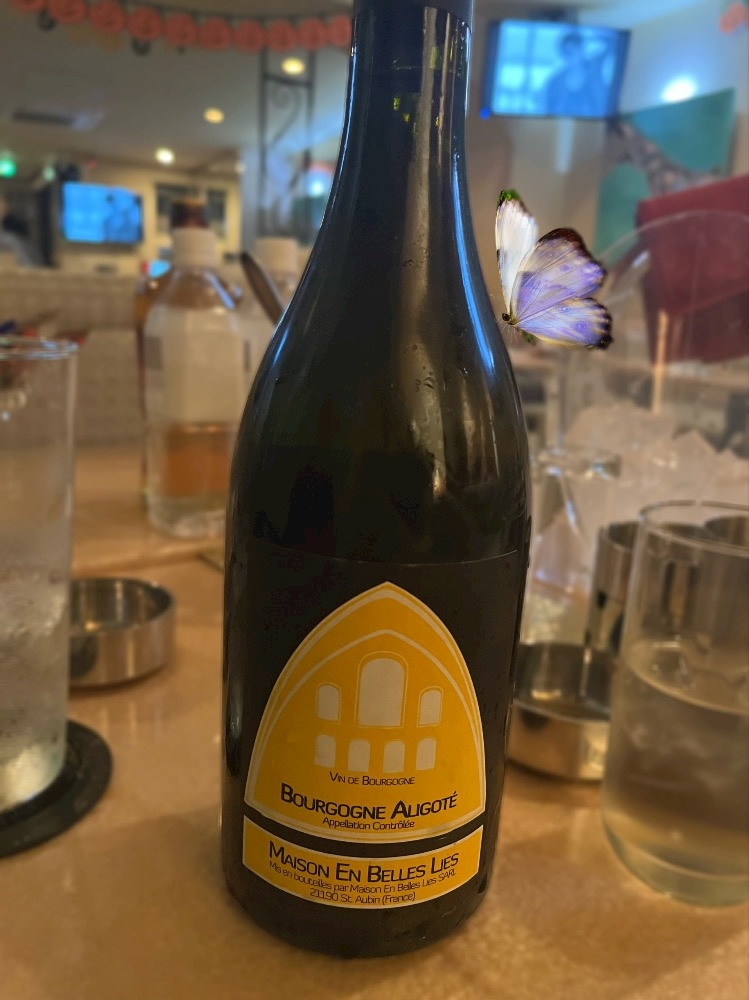 Vin de Bourgogne
Bourgogne Aligoté
Appellation Contrôlée
Maison En Belles Lies
Mis en bouteilles par Maison En Belles Lies SARL
21190 St. Aubin (France)